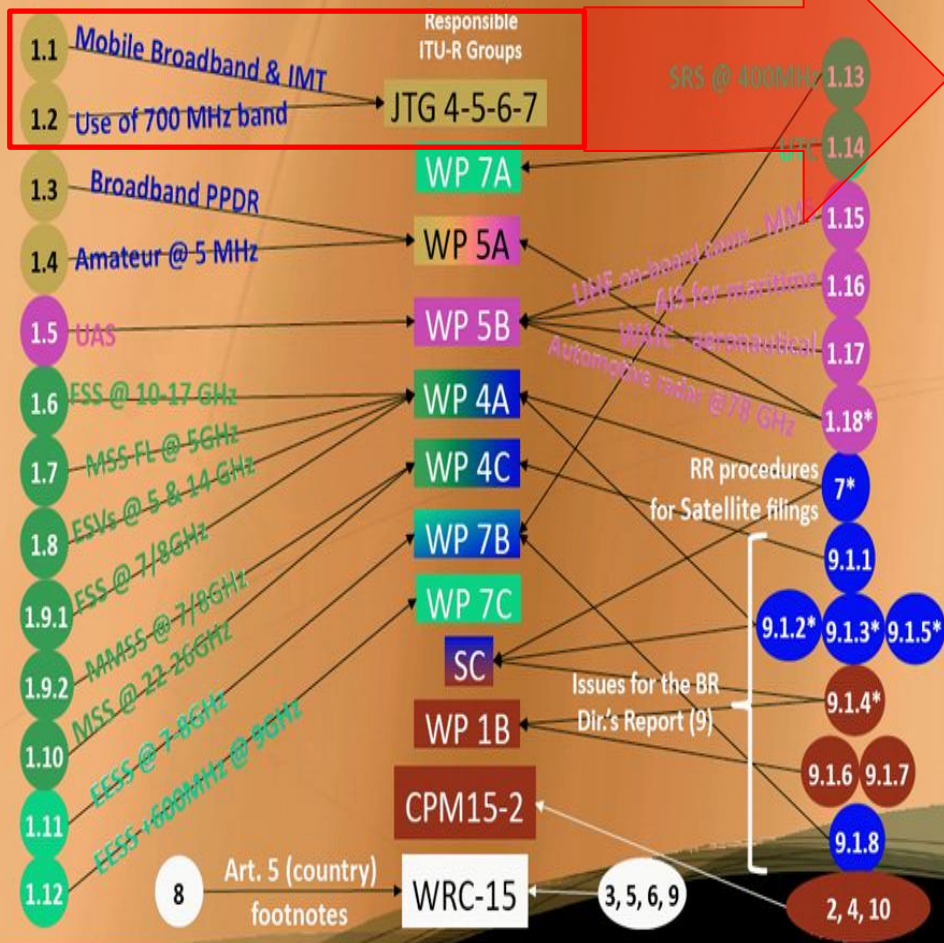 Responsible
ITU-R Groups
1.1 Mobile Broadband & IMT
1.2 Use of 700 MHz band
JTG 4-5-6-7
SRS @ 400MHz 1.13
UTC 1.14
WP 7A
1.3 Broadband PPDR
1.4 Amateur @ 5 MHz
WP 5A
1.15
UHF on-board com. MMS
1.16
AIS for maritime
1.5 UAS
WP 5B
WAIC - aeronautical 1.17
Automotive radar @78 GHz
1.18*
1.6 FSS @ 10-17 GHz
WP 4A
1.7 MSS FL @ 5GHz
WP 4C
RR procedures
for Satellite filings
7*
1.8 ESVs @ 5 & 14 GHz
WP 7B
9.1.1
1.9.1 FSS @ 7/8GHz
WP 7C
9.1.2* 9.1.3* 9.1.5*
1.9.2 MMSS @ 7/8GHz
SC
Issues for the BR
Dir.'s Report (9)
9.1.4*
1.10 MSS @ 22-26GHz
WP 1B
9.1.6 9.1.7
1.11 EESS @ 7-8GHz
CPM15-2
9.1.8
1.12 EESS +600MHz @ 9GHz
8
Art. 5 (country)
footnotes
WRC-15
3, 5, 6, 9
2, 4, 10